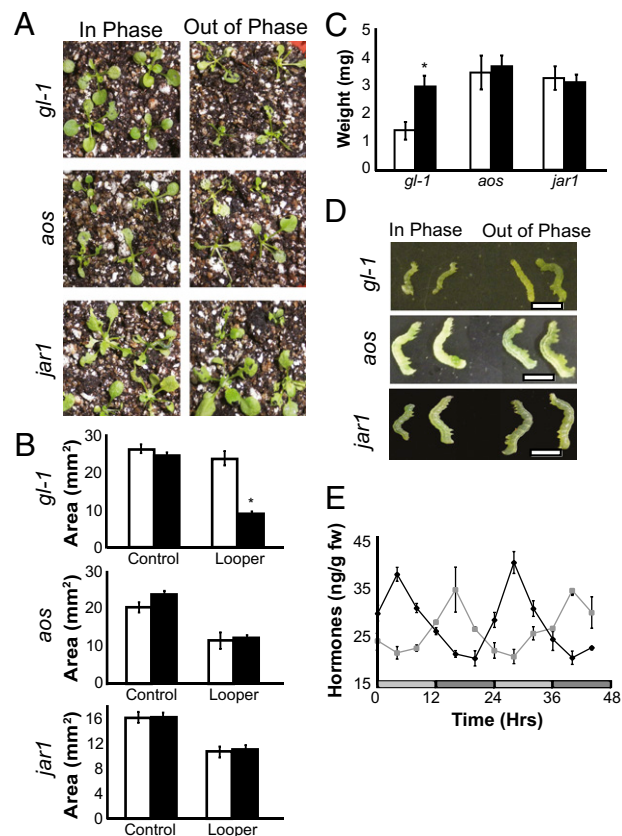 A
In Phase Out of Phase
gl-1
aos
jar1
B
gl-1
Area (mm²)
30
20
10
0
Control Looper
aos
Area (mm²)
30
20
10
0
Control Looper
jar1
Area (mm²)
16
12
8
4
0
Control Looper
*
C
Weight (mg)
5
4
3
2
1
0
*
gl-1 aos jar1
D
In Phase Out of Phase
gl-1
aos
jar1
E
Hormones (ng/g fw)
45
35
25
15
0 12 24 36 48
Time (Hrs)